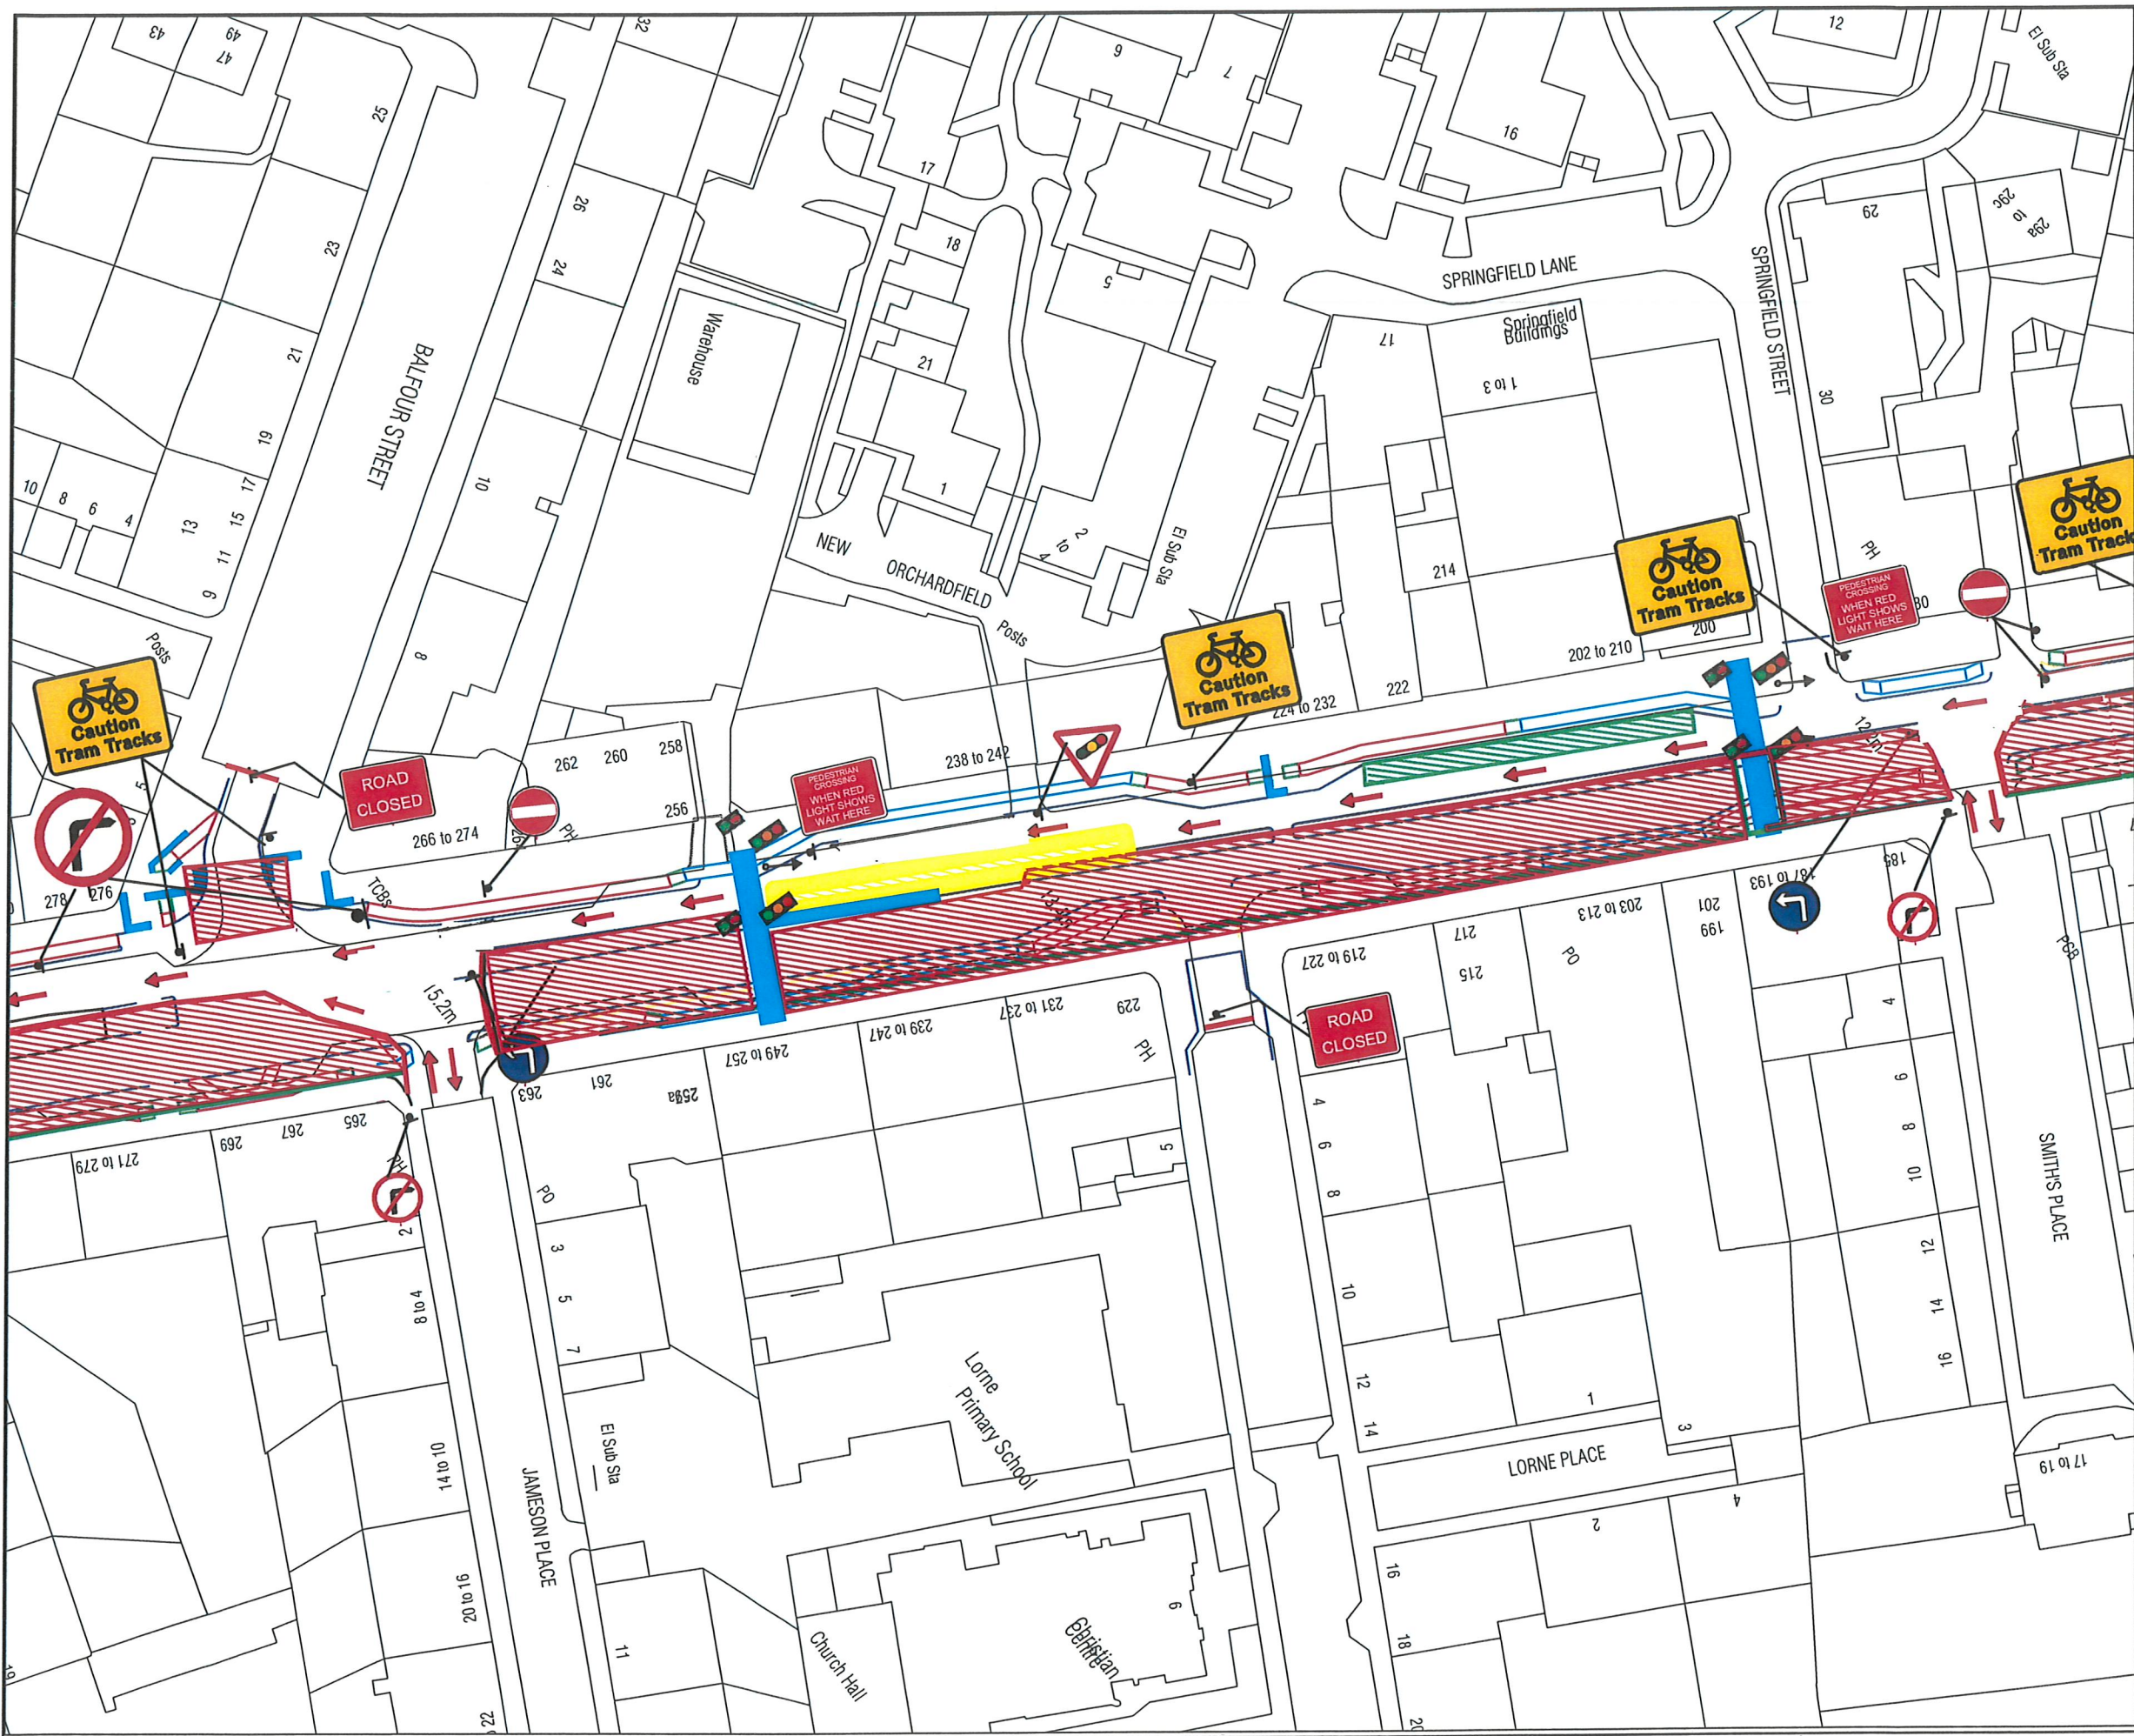 43
49
47
25
32
26
24
23
21
19
17
15
13
11
9
10
8
6
4
BALFOUR STREET
10
8
Warehouse
17
18
21
1
9
7
5
2
to
4
NEW
ORCHARDFIELD
Posts
El Sub Sta
16
12
El Sub Sta
SPRINGFIELD LANE
SPRINGFIELD STREET
Springfield
Buildings
17
1 to 3
29
29c
to
29a
30
PH
214
Caution
Tram Tracks
Caution
Tram Track
PEDESTRIAN
CROSSING
WHEN RED
LIGHT SHOWS
WAIT HERE
80
200
202 to 210
222
224 to 232
Caution
Tram Tracks
238 to 242
PEDESTRIAN
CROSSING
WHEN RED
LIGHT SHOWS
WAIT HERE
Posts
Caution
Tram Tracks
ROAD
CLOSED
262
260
258
256
266 to 274
PH
278
276
TCBs
15.2m
263
261
259a
249 to 257
239 to 247
231 to 237
229
PH
219 to 227
217
215
PO
203 to 213
201
199
187 to 193
185
PCB
ROAD
CLOSED
271 to 279
269
267
265
PH
2
8 to 4
14 to 10
20 to 16
22
19
JAMESON PLACE
PO
3
5
7
El Sub Sta
11
5
Lorne
Primary School
Church Hall
Christian
Centre
6
4
6
8
10
12
14
16
18
20
LORNE PLACE
1
3
2
4
4
6
8
10
12
14
16
SMITH'S PLACE
17 to 19